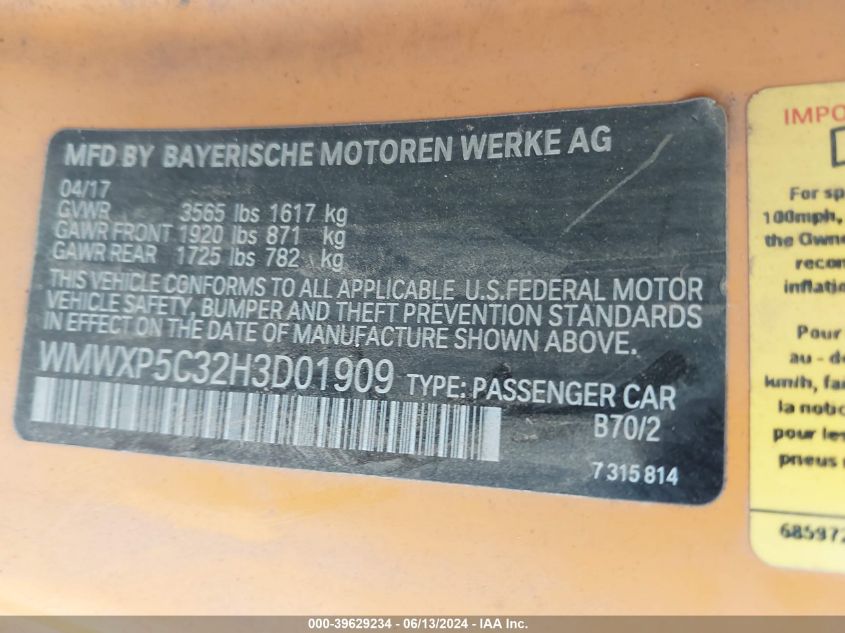 MFD BY BAYERISCHE MOTOREN WERKE AG
04/17
GVWR 3565 lbs 1617 kg
GAWR FRONT 1920 lbs 871 kg
GAWR REAR 1725 lbs 782 kg
THIS VEHICLE CONFORMS TO ALL APPLICABLE U.S.FEDERAL MOTOR
VEHICLE SAFETY, BUMPER AND THEFT PREVENTION STANDARDS
IN EFFECT ON THE DATE OF MANUFACTURE SHOWN ABOVE.
WMWXP5C32H3D01909 TYPE: PASSENGER CAR
B70/2
7 315 814
IMPO
For sp
100mph,
the Owne
recon
inflatio
Pour
au - de
km/h, fai
la notic
pour les
pneus
685972
000-39629234 - 06/13/2024 - IAA Inc.